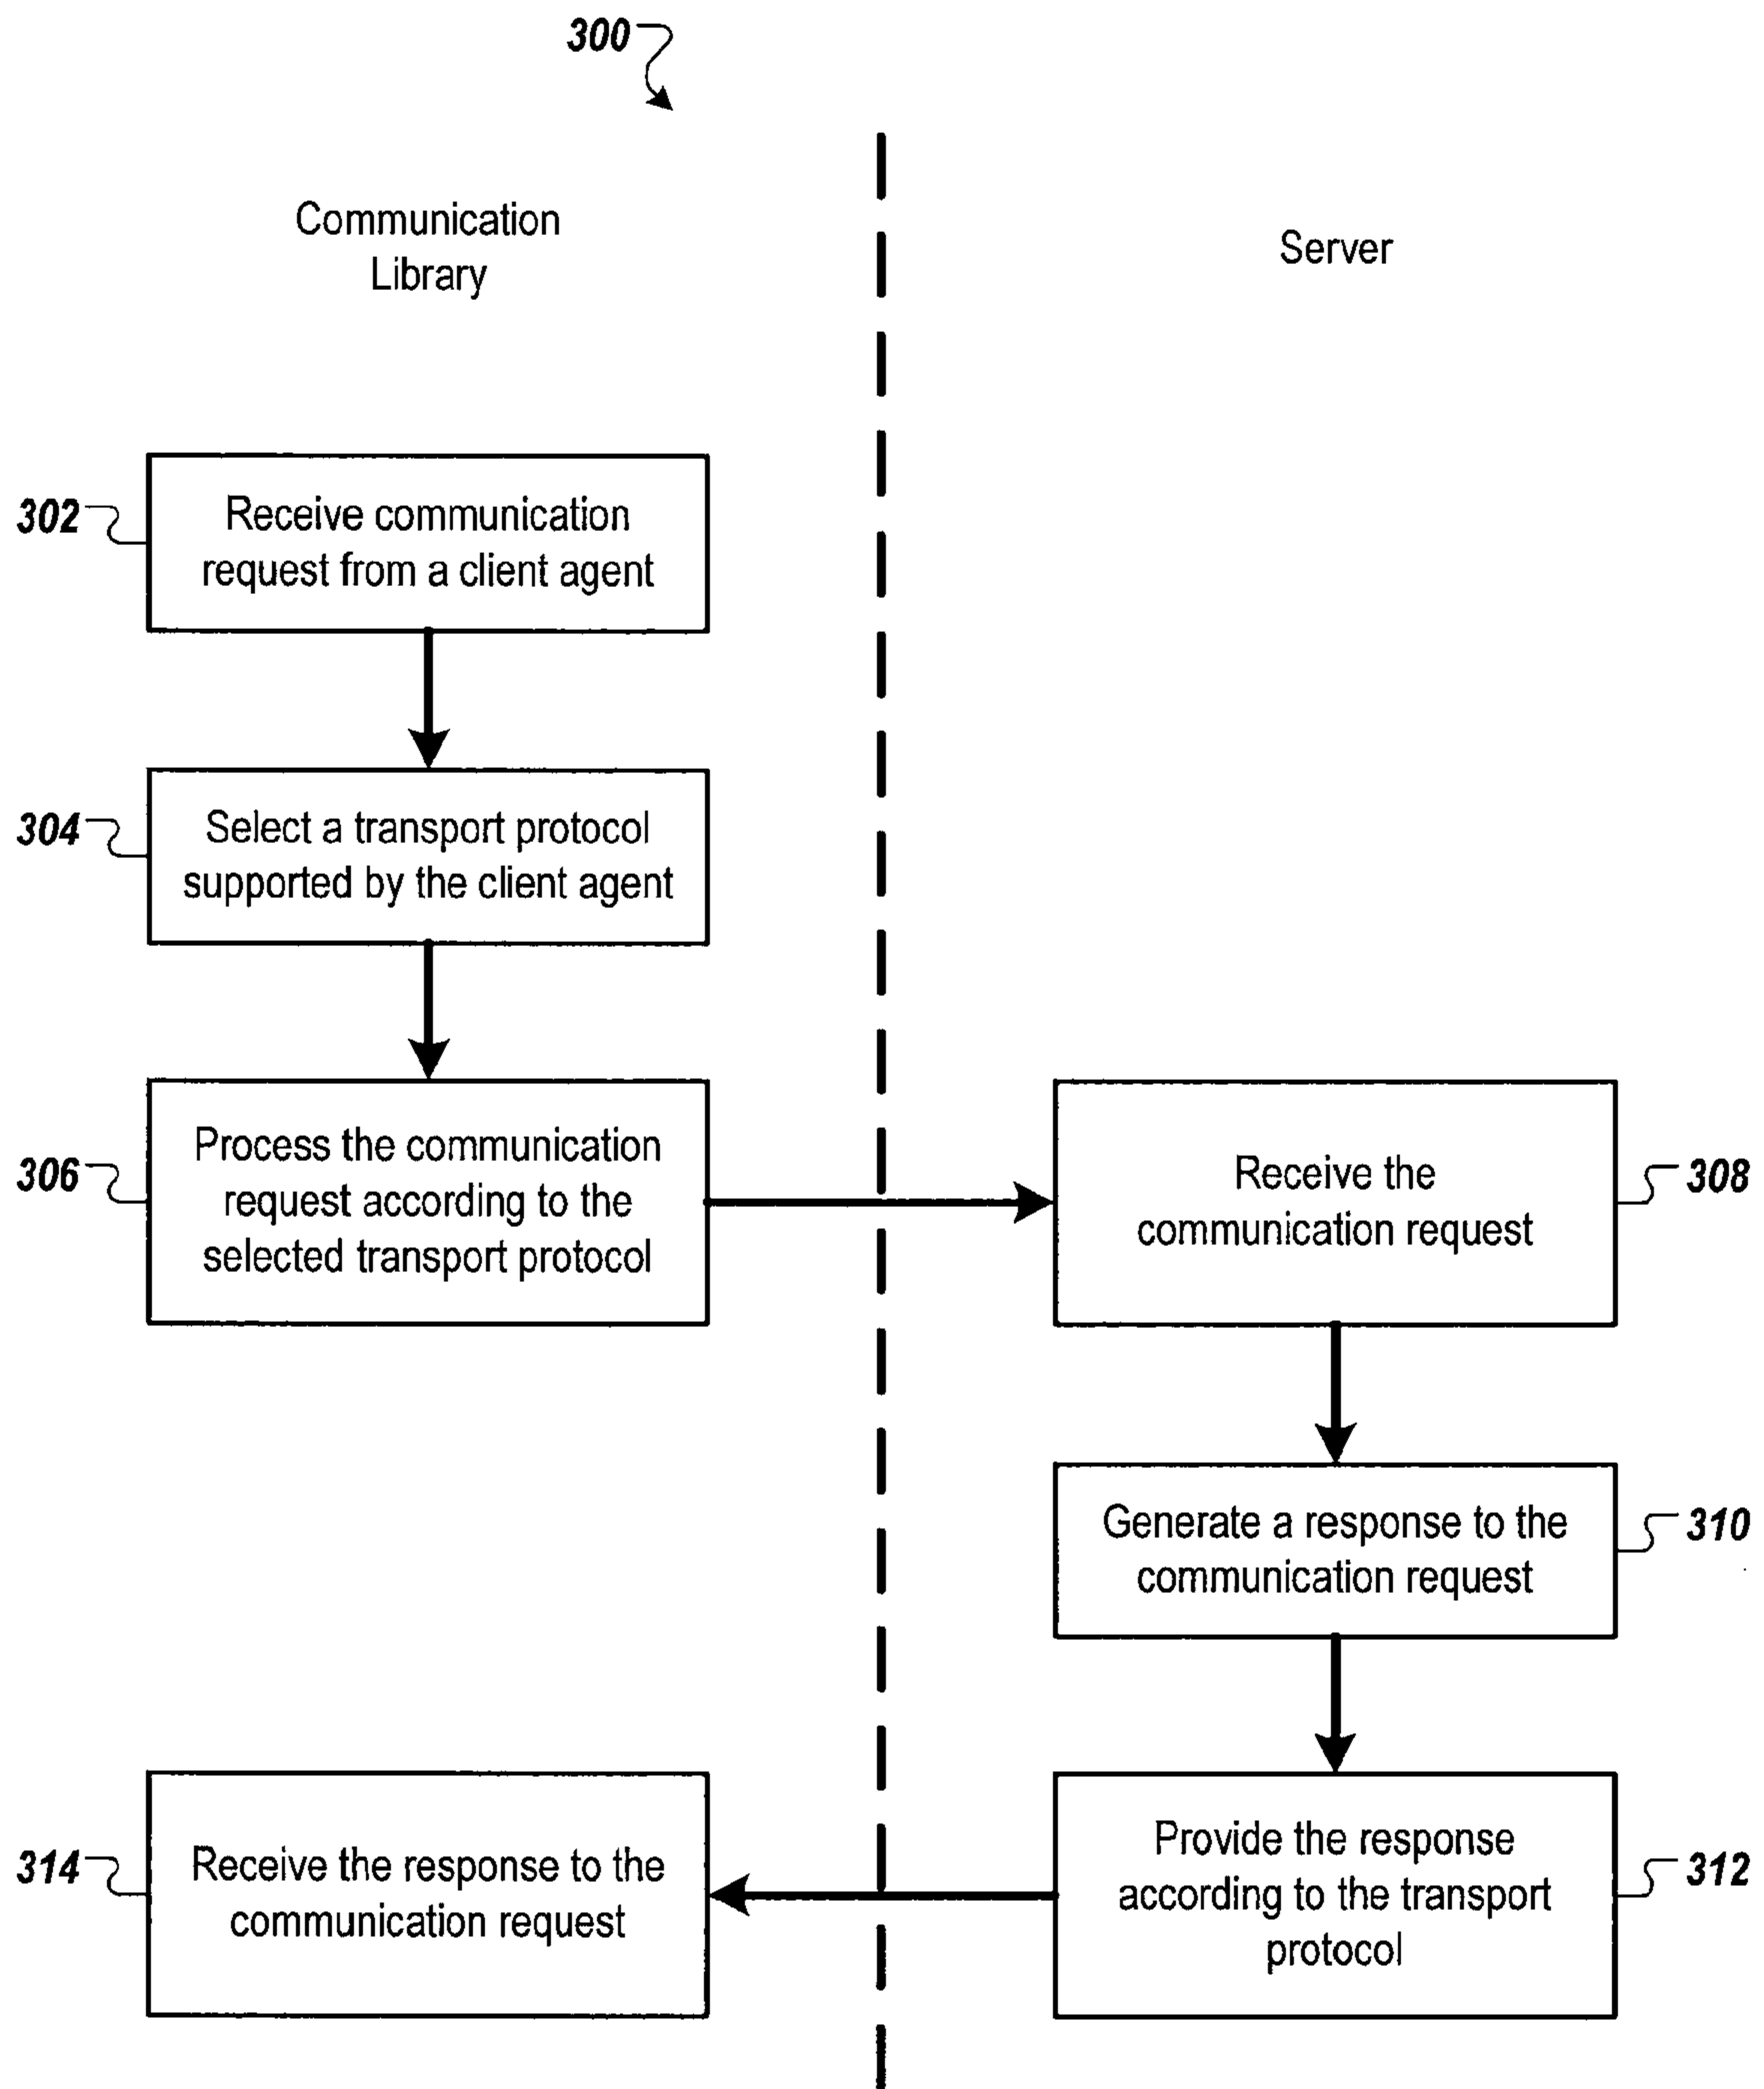 300
Communication
Library
Server
302
Receive communication
request from a client agent
304
Select a transport protocol
supported by the client agent
306
Process the communication
request according to the
selected transport protocol
Receive the
communication request
308
Generate a response to the
communication request
310
314
Receive the response to the
communication request
Provide the response
according to the transport
protocol
312